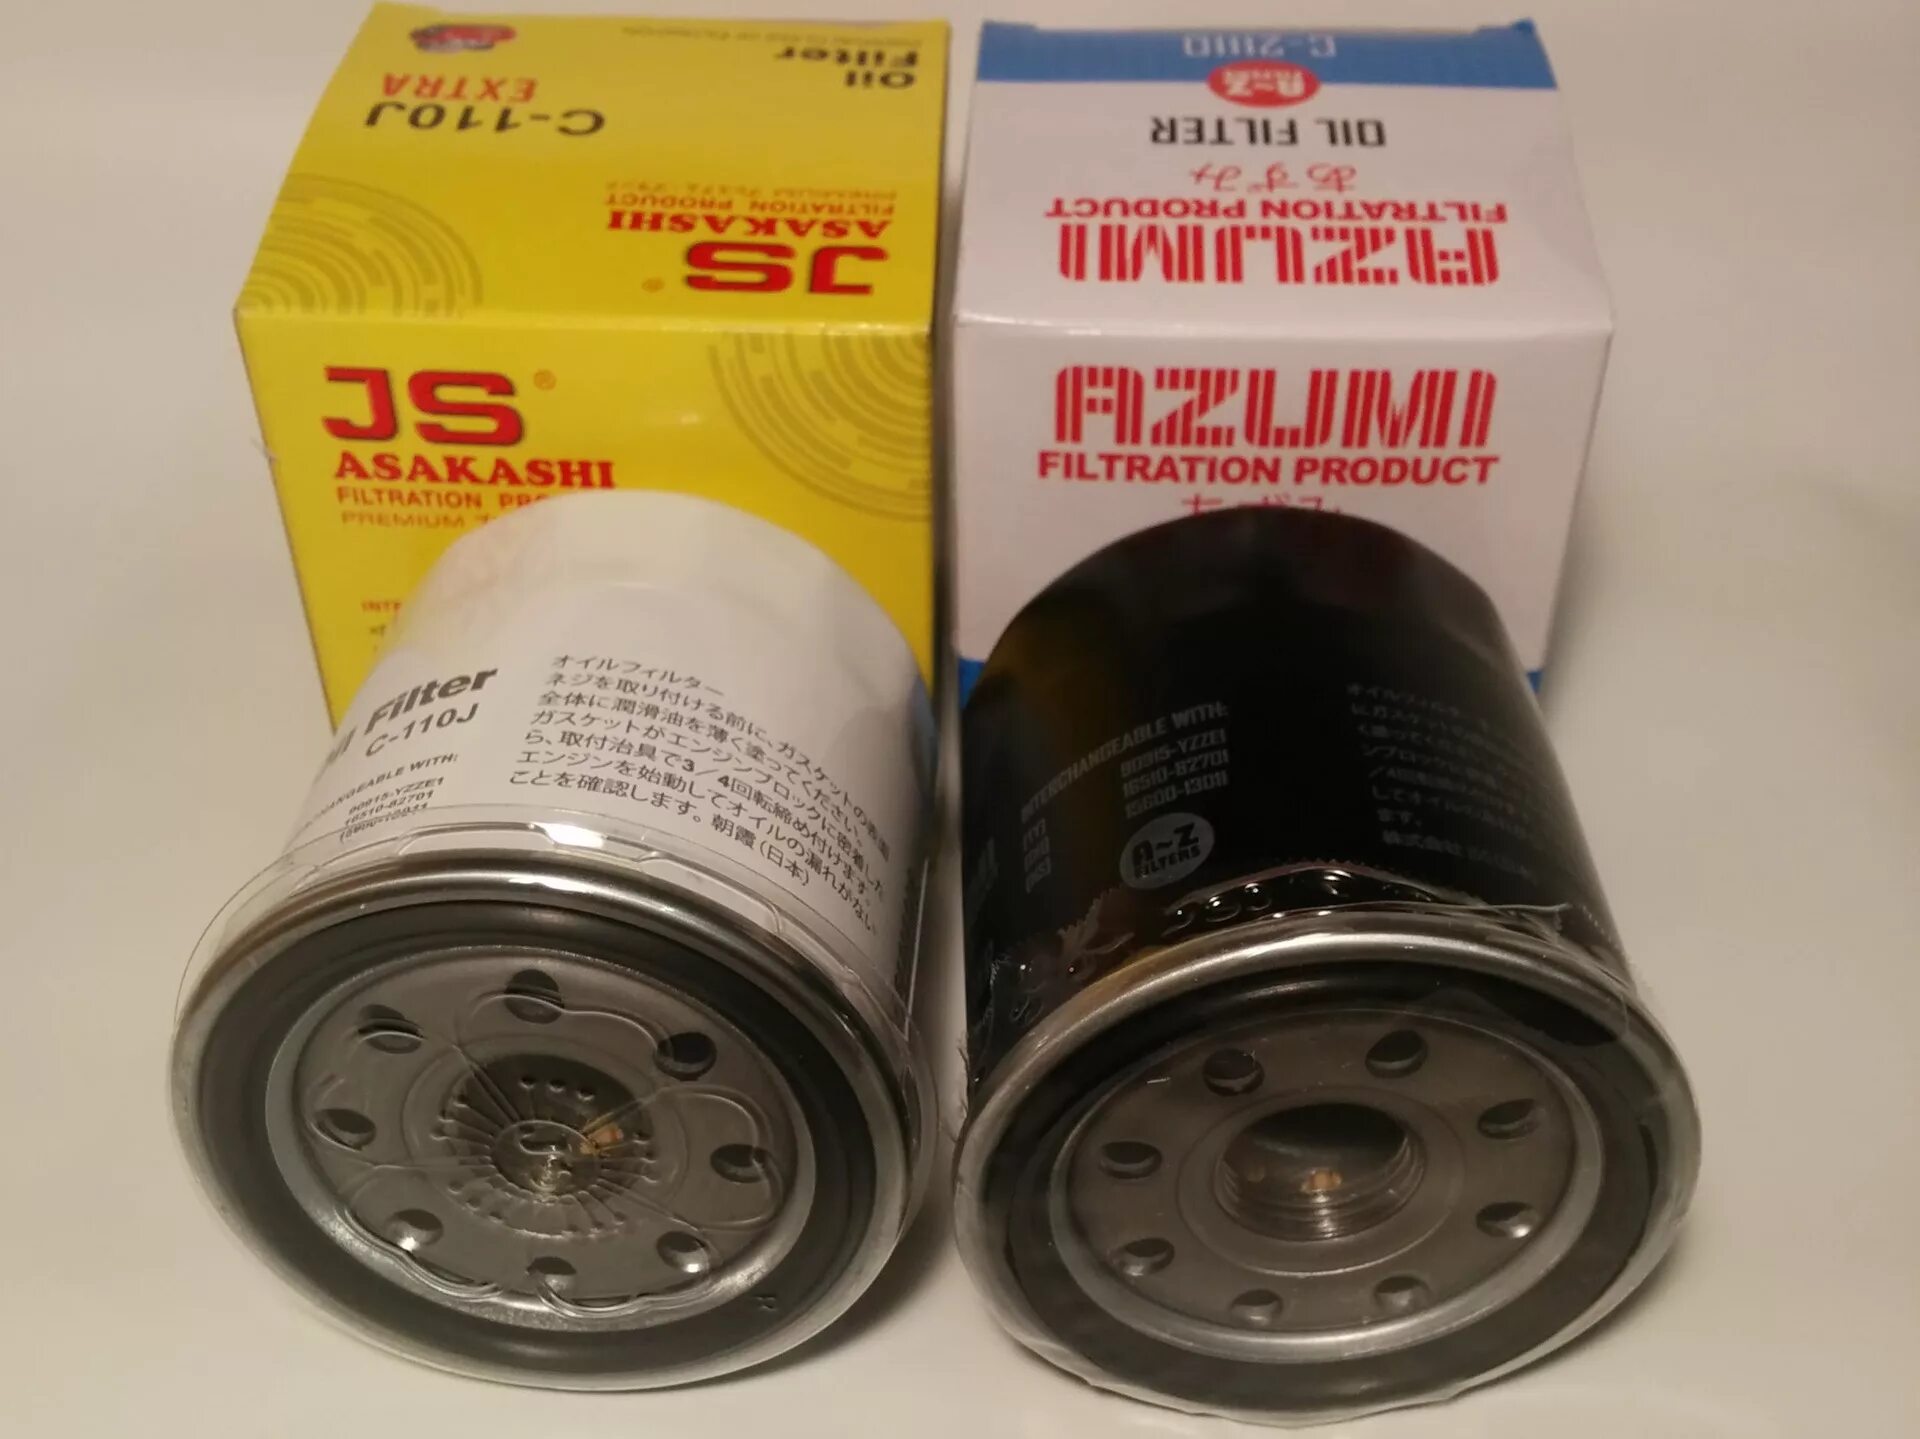 Oil
Filter
C-110J
EXTRA
JS
ASAKASHI
FILTRATION PRODUCT
JS ®
ASAKASHI
FILTRATION
PREMIUM
Filter
C-110J
WITH:
90915-YZZE1
16510-82701
オイルフィルター
ネジを取り付ける前に、ガスケットの表面
全体に潤滑油を薄く塗ってください。
ガスケットがエンジンブロックに密着した
ら、取付治具で3／4回転締め付けます。
エンジンを始動してオイルの漏れがない
ことを確認します。朝霞(日本)
A~Z
OIL FILTER
あずみ
FILTRATION PRODUCT
AZUMI
AZUMI
FILTRATION PRODUCT
INTERCHANGEABLE WITH:
90915-YZZE1
16510-82701
15600-13011
A~Z
FILTERS